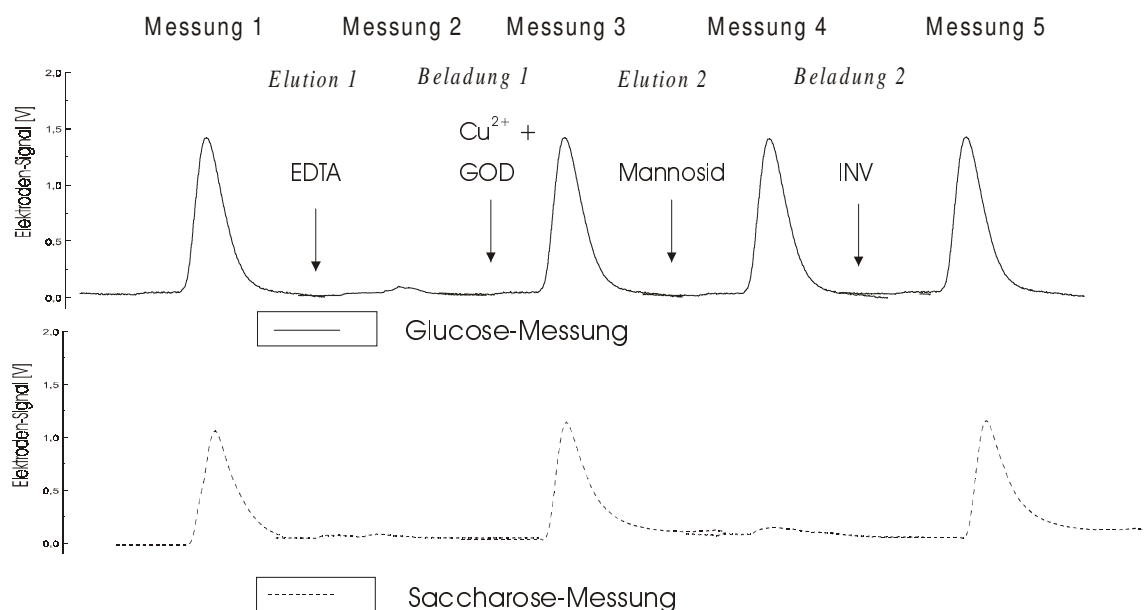 Messung 1 Messung 2 Messung 3 Messung 4 Messung 5
Elution 1 Beladung 1 Elution 2 Beladung 2
Cu2+ +
EDTA GOD Mannosid INV
Elektroden-Signal [V]
2.0
1.5
1.0
0.5
0.0
Glucose-Messung
Elektroden-Signal [V]
2.0
1.5
1.0
0.5
0.0
Saccharose-Messung